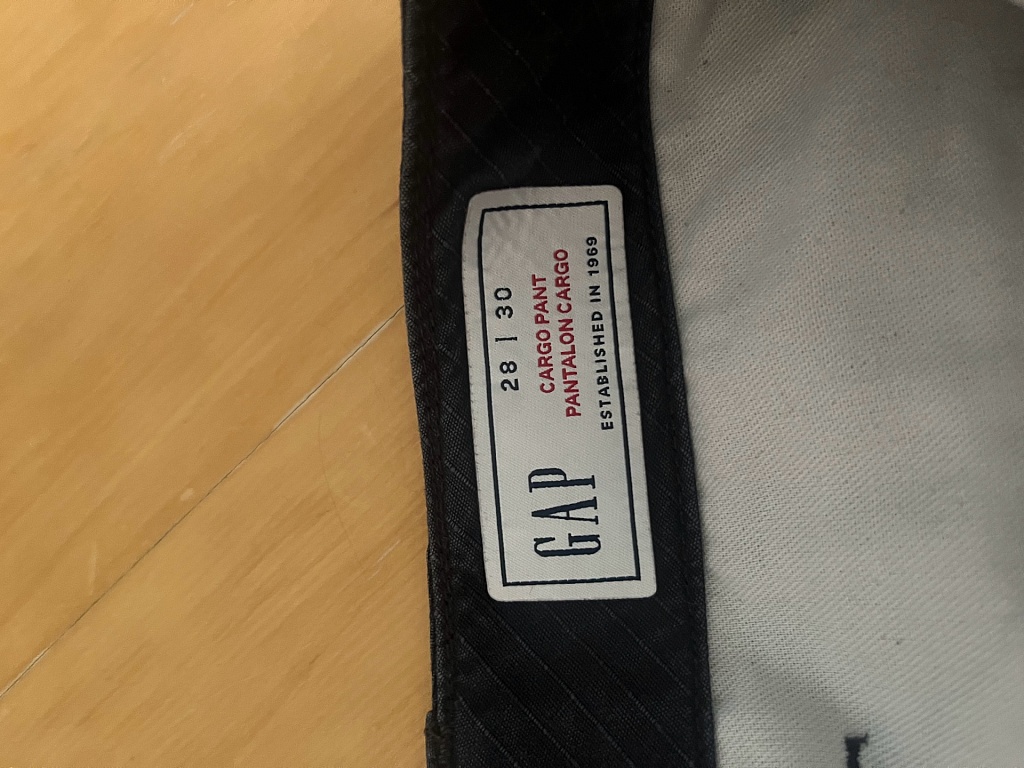 GAP
28 | 30
CARGO PANT
PANTALON CARGO
ESTABLISHED IN 1969